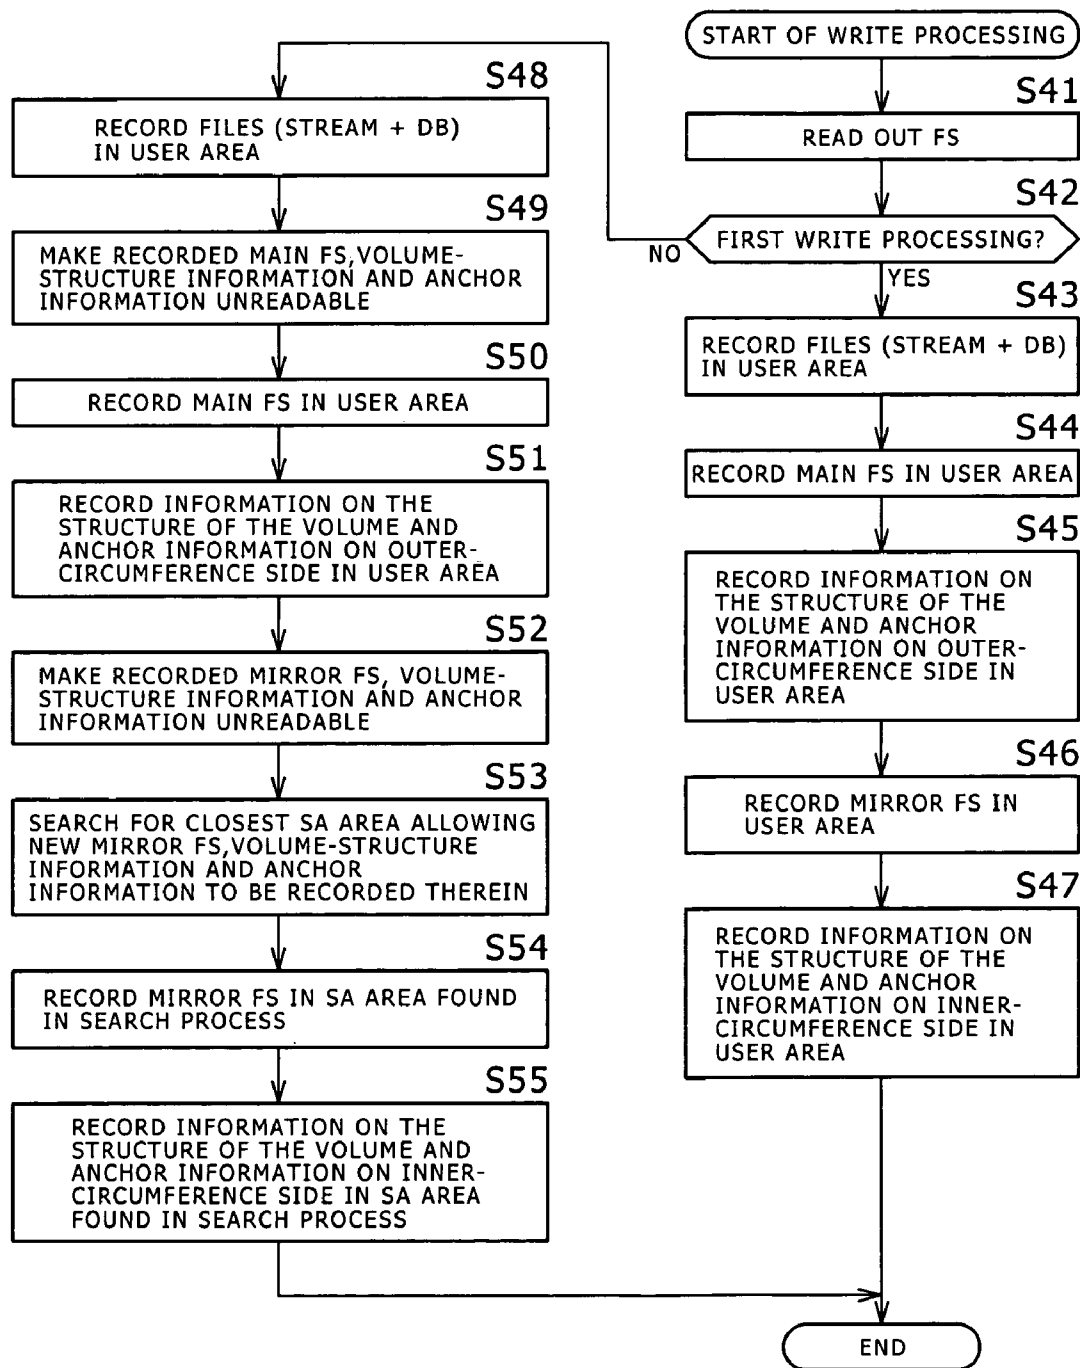 START OF WRITE PROCESSING
S41
READ OUT FS
S42
FIRST WRITE PROCESSING?
NO
YES
S43
RECORD FILES (STREAM + DB)
IN USER AREA
S44
RECORD MAIN FS IN USER AREA
S45
RECORD INFORMATION ON
THE STRUCTURE OF THE
VOLUME AND ANCHOR
INFORMATION ON OUTER-
CIRCUMFERENCE SIDE IN
USER AREA
S46
RECORD MIRROR FS IN
USER AREA
S47
RECORD INFORMATION ON
THE STRUCTURE OF THE
VOLUME AND ANCHOR
INFORMATION ON INNER-
CIRCUMFERENCE SIDE IN
USER AREA
S48
RECORD FILES (STREAM + DB)
IN USER AREA
S49
MAKE RECORDED MAIN FS,VOLUME-
STRUCTURE INFORMATION AND ANCHOR
INFORMATION UNREADABLE
S50
RECORD MAIN FS IN USER AREA
S51
RECORD INFORMATION ON THE
STRUCTURE OF THE VOLUME AND
ANCHOR INFORMATION ON OUTER-
CIRCUMFERENCE SIDE IN USER AREA
S52
MAKE RECORDED MIRROR FS, VOLUME-
STRUCTURE INFORMATION AND ANCHOR
INFORMATION UNREADABLE
S53
SEARCH FOR CLOSEST SA AREA ALLOWING
NEW MIRROR FS,VOLUME-STRUCTURE
INFORMATION AND ANCHOR
INFORMATION TO BE RECORDED THEREIN
S54
RECORD MIRROR FS IN SA AREA FOUND
IN SEARCH PROCESS
S55
RECORD INFORMATION ON THE
STRUCTURE OF THE VOLUME AND
ANCHOR INFORMATION ON INNER-
CIRCUMFERENCE SIDE IN SA AREA
FOUND IN SEARCH PROCESS
END